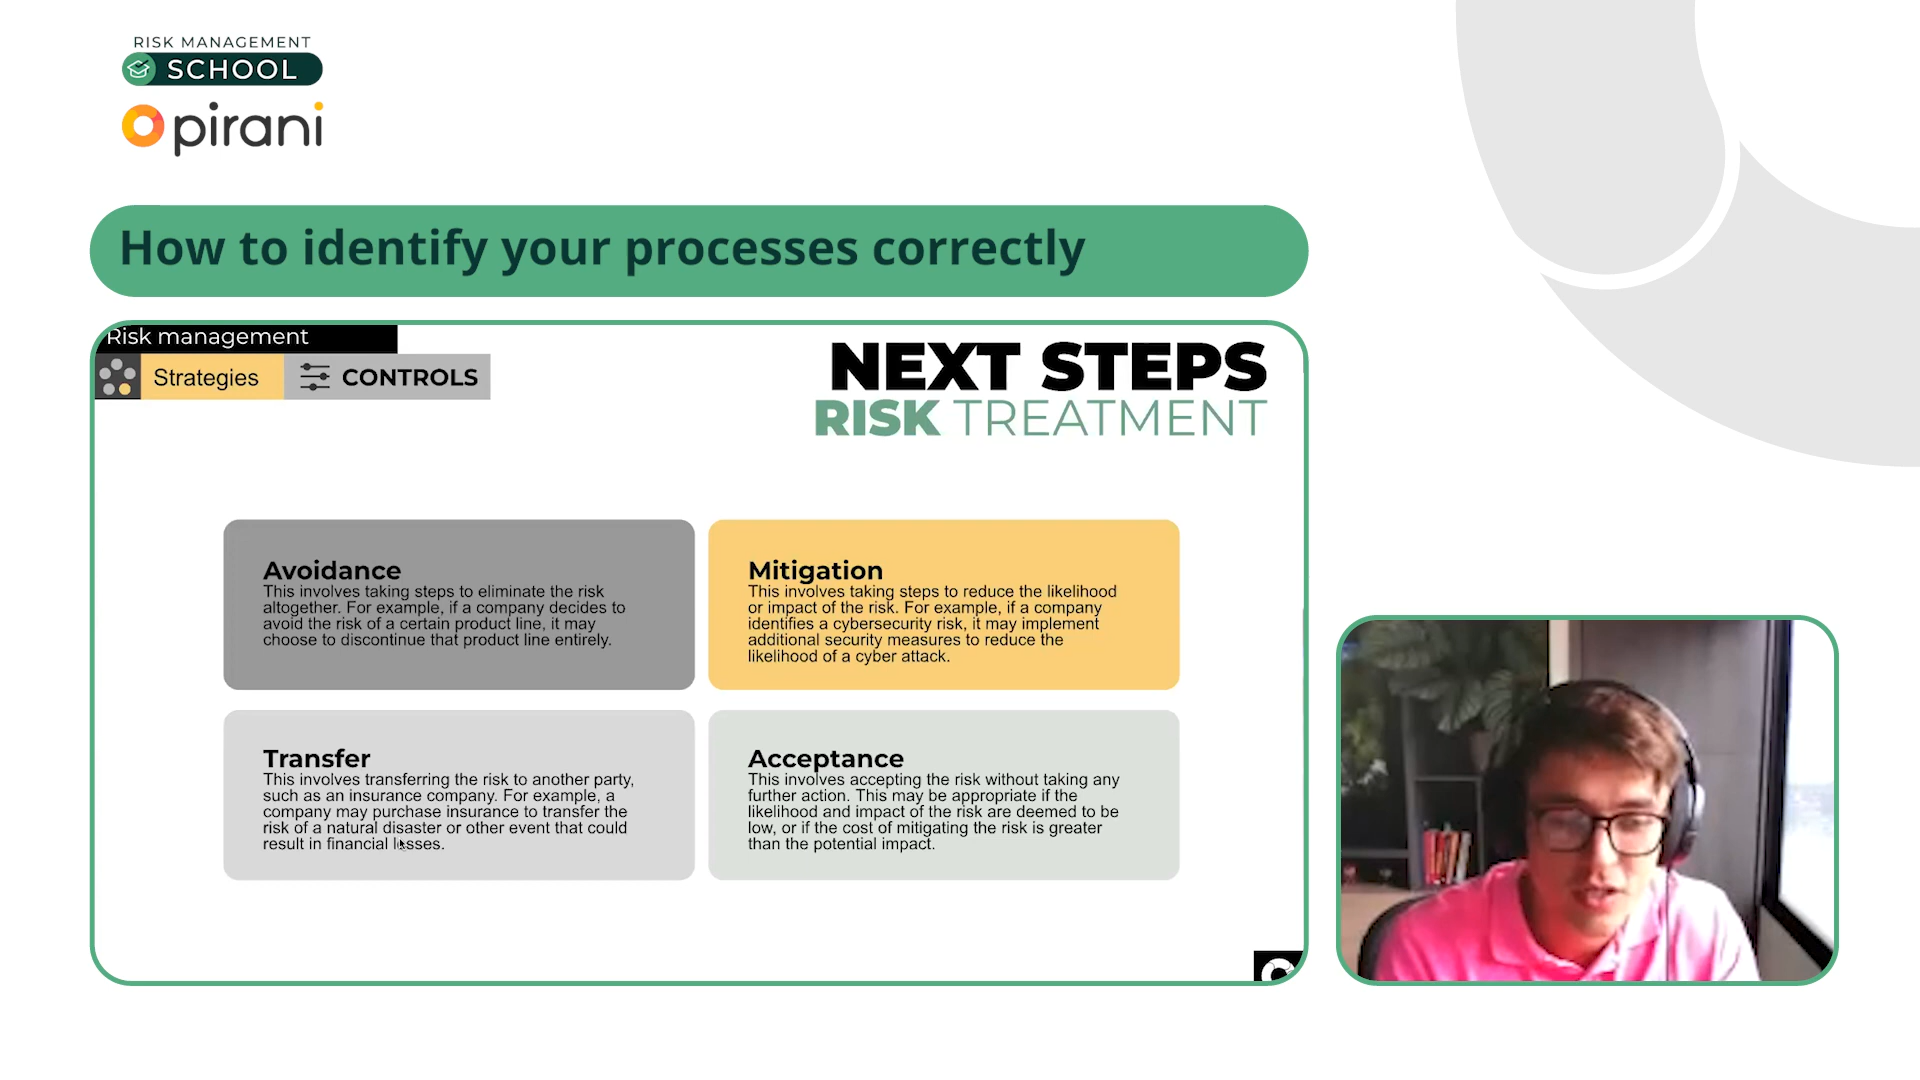 RISK MANAGEMENT
SCHOOL
pirani
How to identify your processes correctly
Risk management
Strategies
CONTROLS
NEXT STEPS
RISK TREATMENT
Avoidance
This involves taking steps to eliminate the risk
altogether. For example, if a company decides to
avoid the risk of a certain product line, it may
choose to discontinue that product line entirely.
Mitigation
This involves taking steps to reduce the likelihood
or impact of the risk. For example, if a company
identifies a cybersecurity risk, it may implement
additional security measures to reduce the
likelihood of a cyber attack.
Transfer
This involves transferring the risk to another party,
such as an insurance company. For example, a
company may purchase insurance to transfer the
risk of a natural disaster or other event that could
result in financial losses.
Acceptance
This involves accepting the risk without taking any
further action. This may be appropriate if the
likelihood and impact of the risk are deemed to be
low, or if the cost of mitigating the risk is greater
than the potential impact.